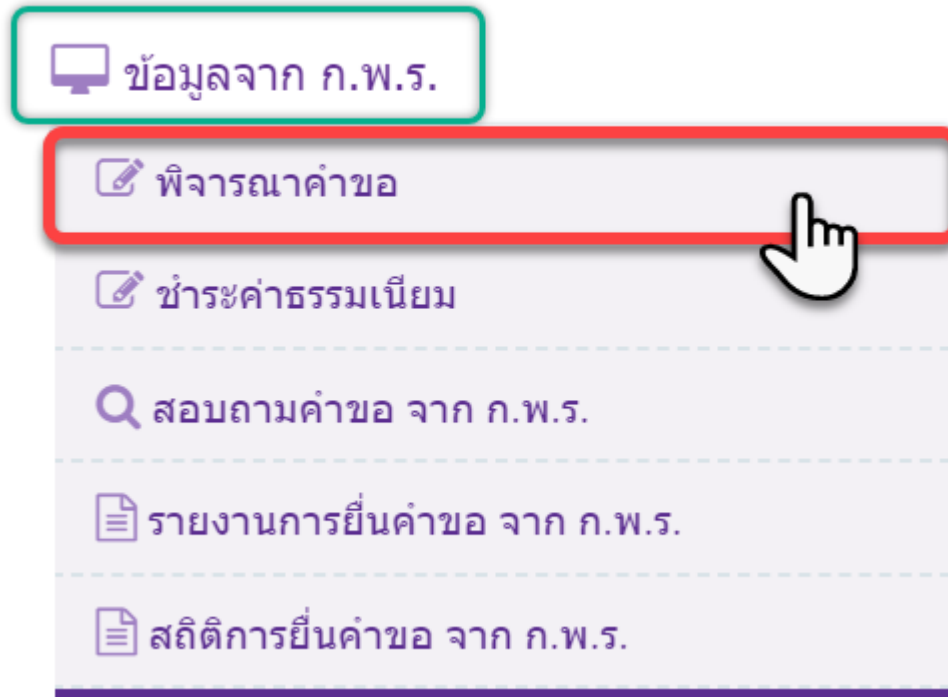 ข้อมูลจาก ก.พ.ร.
พิจารณาคำขอ
ชำระค่าธรรมเนียม
สอบถามคำขอ จาก ก.พ.ร.
รายงานการยื่นคำขอ จาก ก.พ.ร.
สถิติการยื่นคำขอ จาก ก.พ.ร.